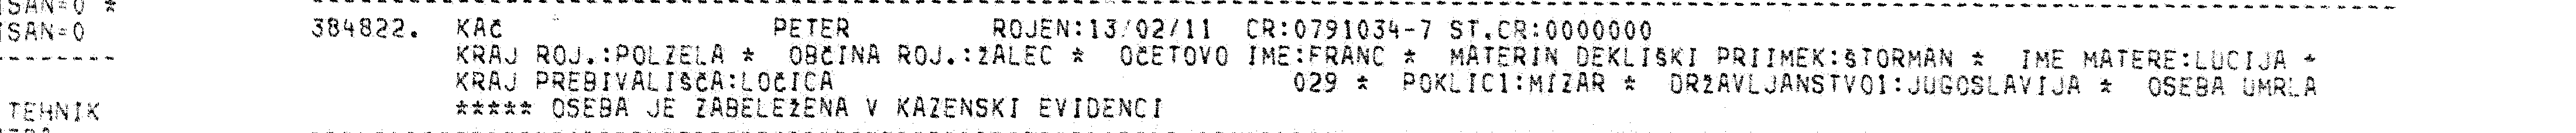 ISAN=0 *
ISAN=0 384822. KAČ PETER ROJEN:13/02/11 CR:0791034-7 ST.CR:0000000
KRAJ ROJ.:POLZELA * OBČINA ROJ.:ŽALEC * OČETOVO IME:FRANC * MATERIN DEKLIŠKI PRIIMEK:ŠTORMAN * IME MATERE:LUCIJA *
KRAJ PREBIVALIŠČA:LOČICA 029 * POKLIC1:MIZAR * DRŽAVLJANSTVO1:JUGOSLAVIJA * OSEBA UMRLA
TEHNIK ***** OSEBA JE ZABELEŽENA V KAZENSKI EVIDENCI